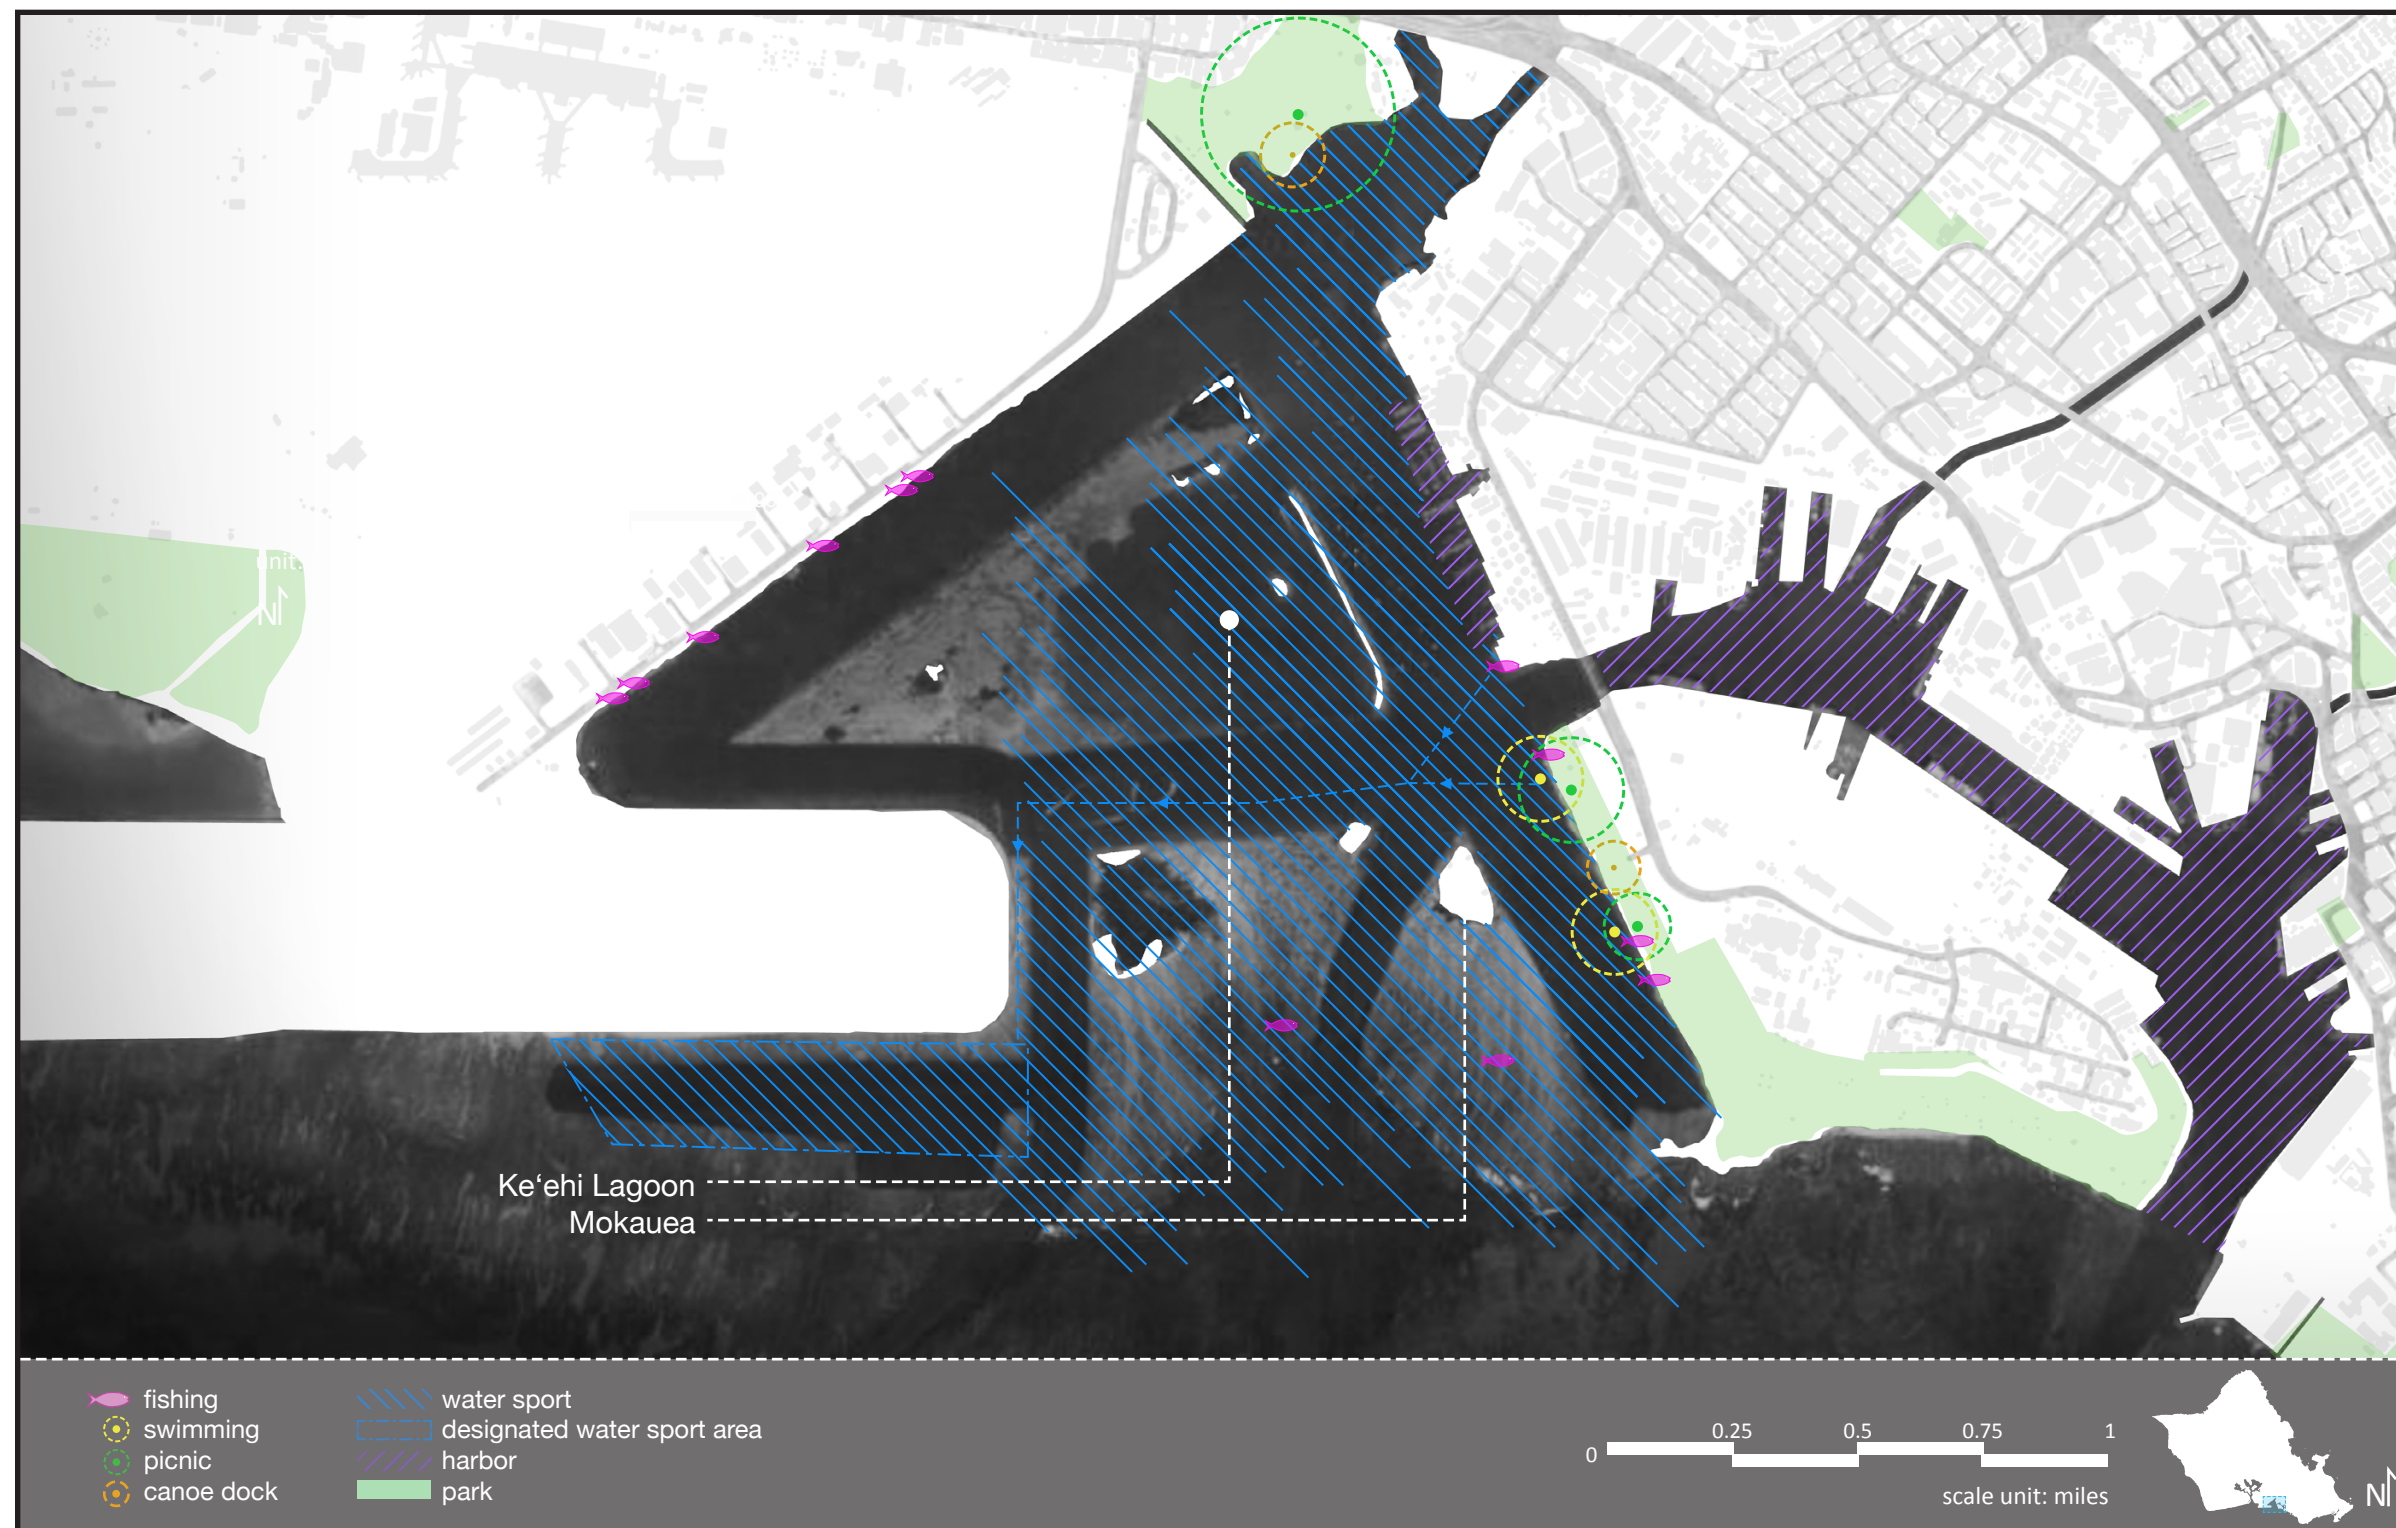 unit:
N
Ke‘ehi Lagoon
Mokauea
fishing
swimming
picnic
canoe dock
water sport
designated water sport area
harbor
park
0 0.25 0.5 0.75 1
scale unit: miles
N